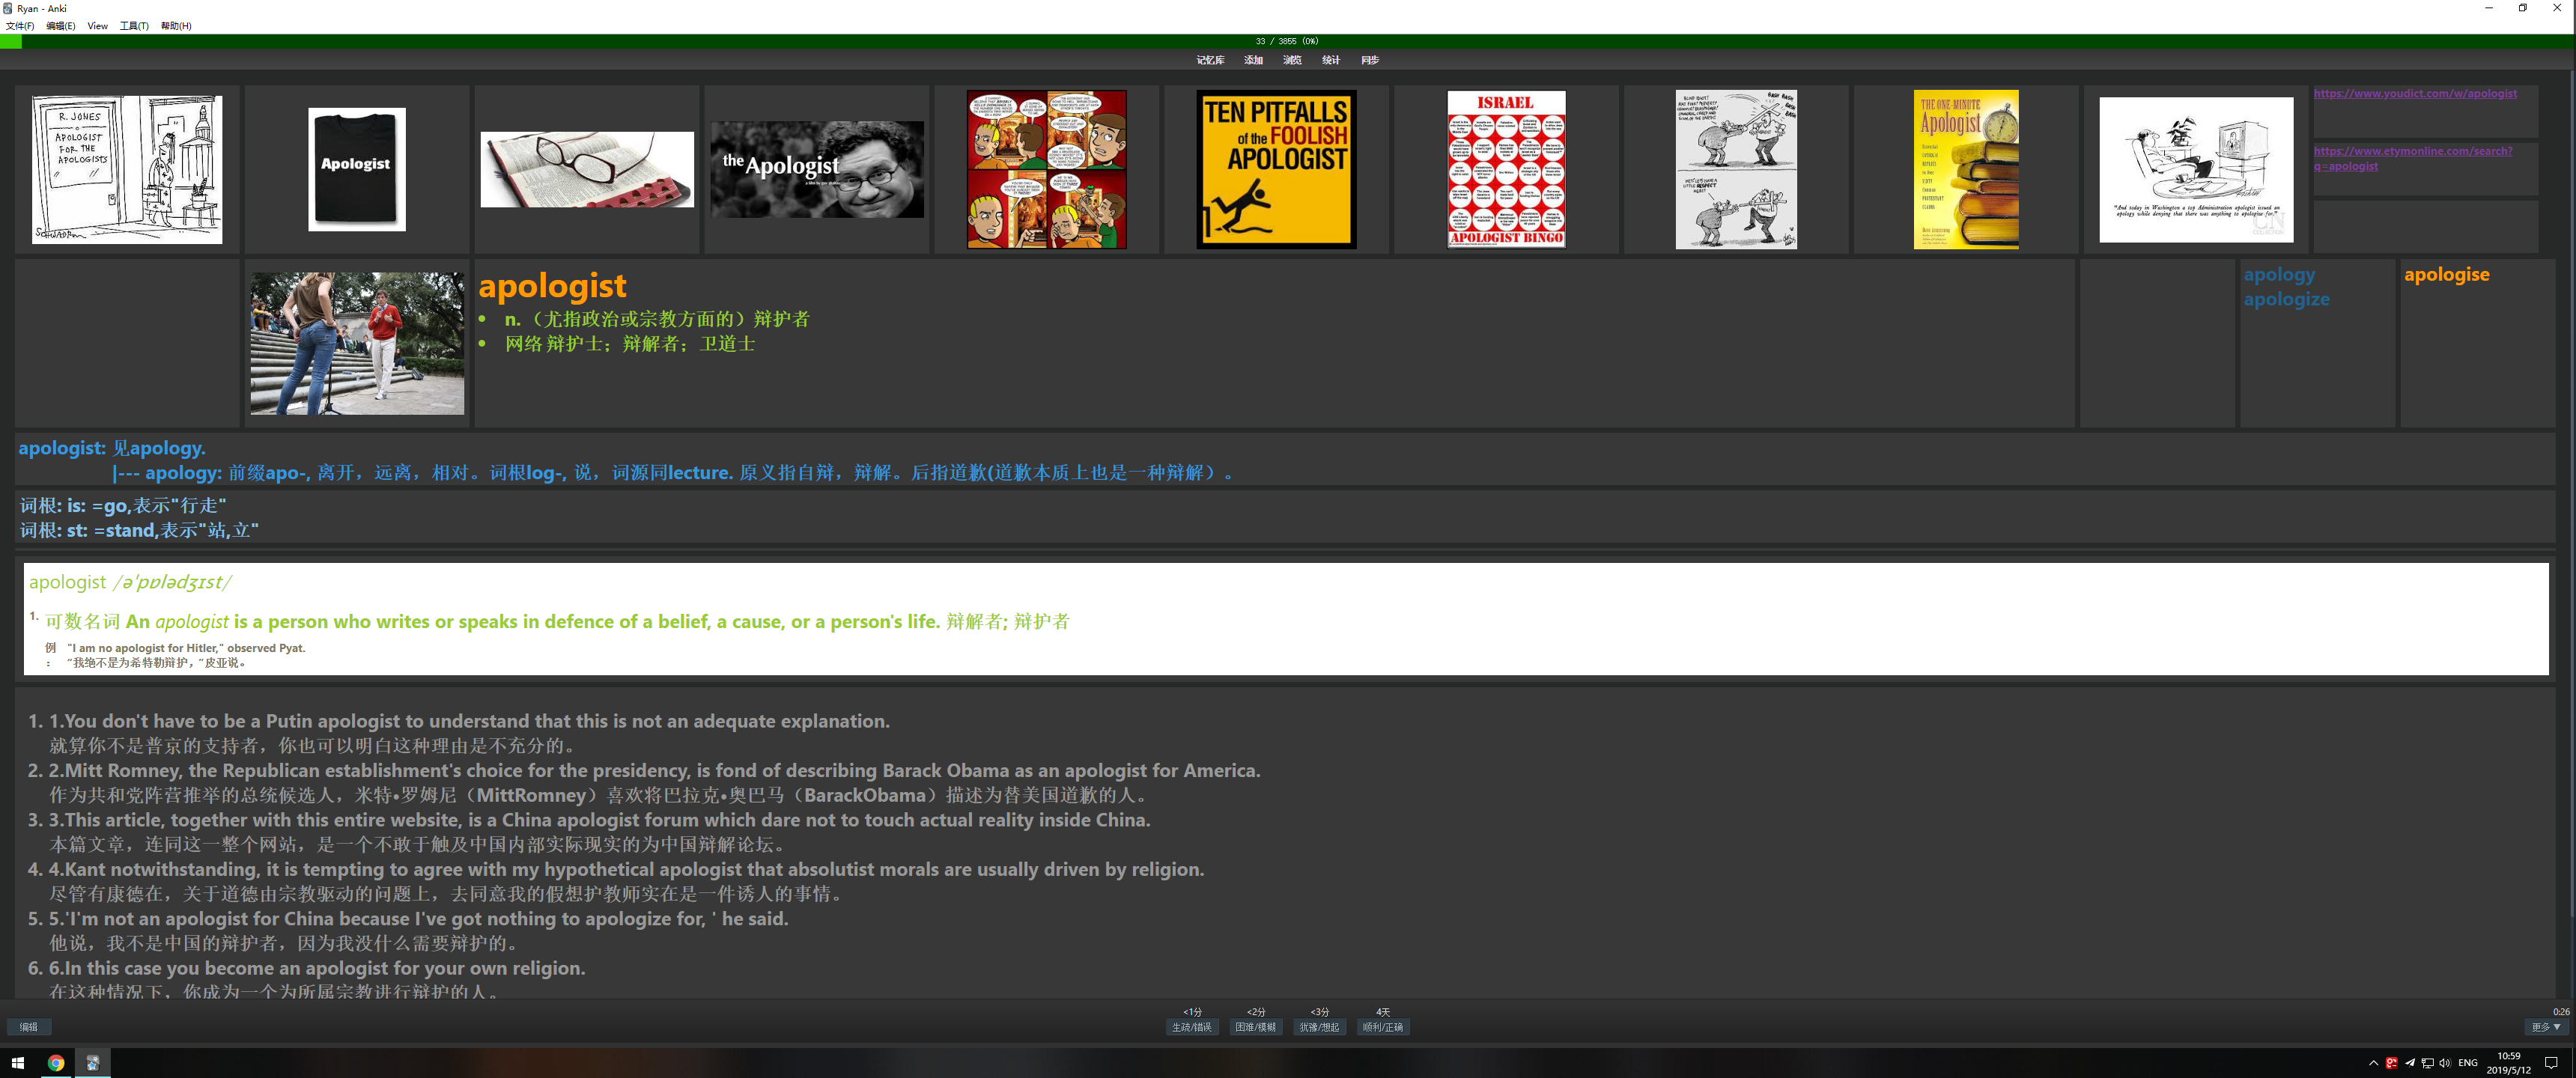 Ryan - Anki
文件(F) 编辑(E) View 工具(T) 帮助(H)
33 / 3855 (0%)
记忆库 添加 浏览 统计 同步
R. JONES
APOLOGIST
FOR THE
APOLOGISTS
Apologist
the Apologist
TEN PITFALLS
of the FOOLISH
APOLOGIST
ISRAEL
APOLOGIST BINGO
THE ONE-MINUTE
Apologist
"And today in Washington a top Administration apologist issued an
apology while denying that there was anything to apologise for."
https://www.youdict.com/w/apologist
https://www.etymonline.com/search?
q=apologist
apologist
• n.（尤指政治或宗教方面的）辩护者
• 网络 辩护士；辩解者；卫道士
apology
apologize
apologise
apologist: 见apology.
|--- apology: 前缀apo-, 离开，远离，相对。词根log-, 说，词源同lecture. 原义指自辩，辩解。后指道歉(道歉本质上也是一种辩解）。
词根: is: =go,表示"行走"
词根: st: =stand,表示"站,立"
apologist /əˈpɒlədʒɪst/
1. 可数名词 An apologist is a person who writes or speaks in defence of a belief, a cause, or a person's life. 辩解者; 辩护者
例 "I am no apologist for Hitler," observed Pyat.
： “我绝不是为希特勒辩护，”皮亚说。
1. 1.You don't have to be a Putin apologist to understand that this is not an adequate explanation.
就算你不是普京的支持者，你也可以明白这种理由是不充分的。
2. 2.Mitt Romney, the Republican establishment's choice for the presidency, is fond of describing Barack Obama as an apologist for America.
作为共和党阵营推举的总统候选人，米特•罗姆尼（MittRomney）喜欢将巴拉克•奥巴马（BarackObama）描述为替美国道歉的人。
3. 3.This article, together with this entire website, is a China apologist forum which dare not to touch actual reality inside China.
本篇文章，连同这一整个网站，是一个不敢于触及中国内部实际现实的为中国辩解论坛。
4. 4.Kant notwithstanding, it is tempting to agree with my hypothetical apologist that absolutist morals are usually driven by religion.
尽管有康德在，关于道德由宗教驱动的问题上，去同意我的假想护教师实在是一件诱人的事情。
5. 5.'I'm not an apologist for China because I've got nothing to apologize for, ' he said.
他说，我不是中国的辩护者，因为我没什么需要辩护的。
6. 6.In this case you become an apologist for your own religion.
在这种情况下，你成为一个为所属宗教进行辩护的人。
<1分 <2分 <3分 4天 0:26
编辑 生疏/错误 困难/模糊 犹豫/想起 顺利/正确 更多 ▼
ENG
10:59
2019/5/12